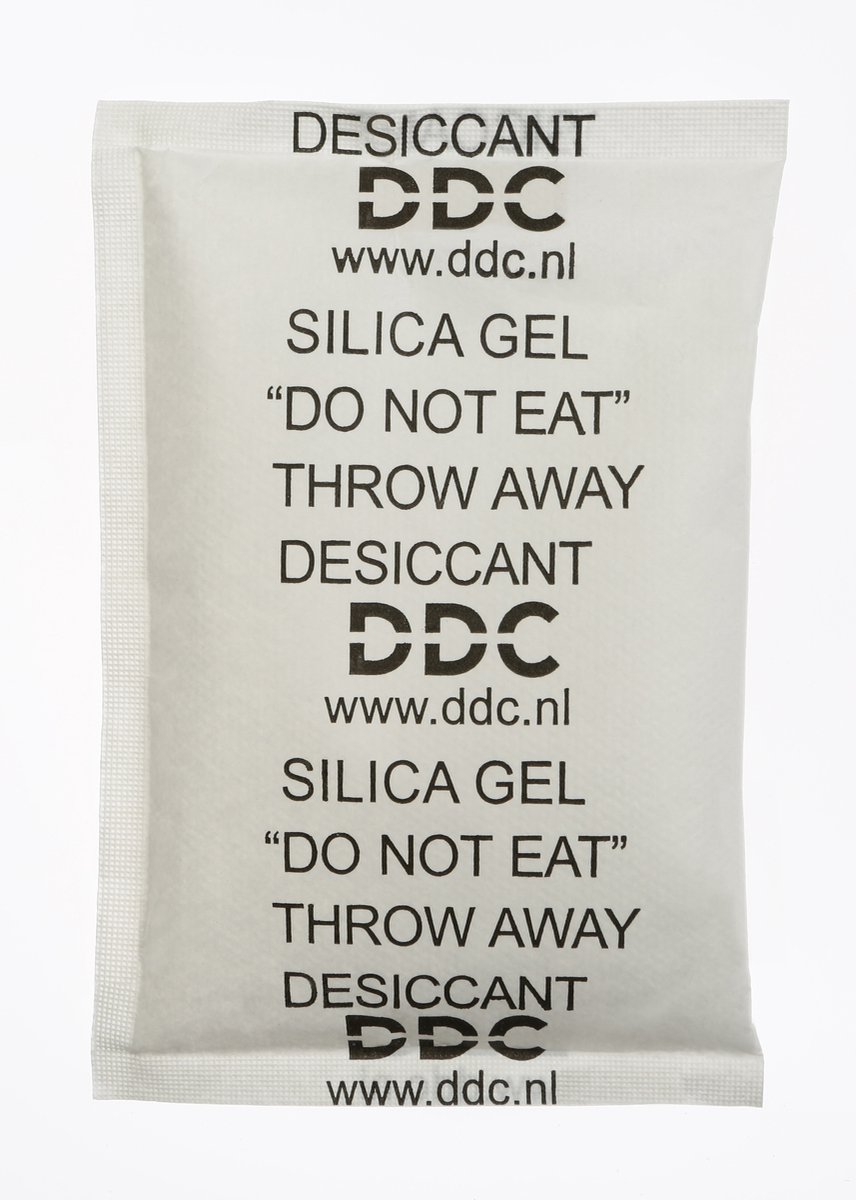 DESICCANT
DDC
www.ddc.nl
SILICA GEL
“DO NOT EAT”
THROW AWAY
DESICCANT
DDC
www.ddc.nl
SILICA GEL
“DO NOT EAT”
THROW AWAY
DESICCANT
DDC
www.ddc.nl